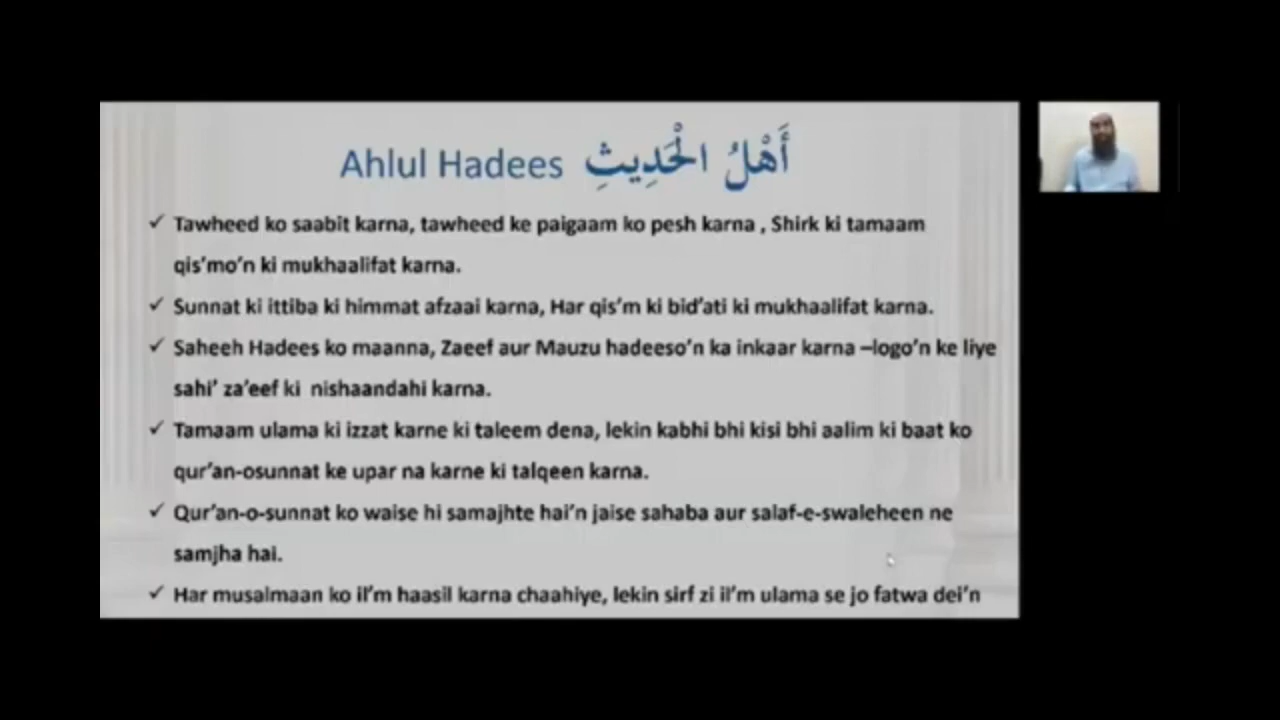 Ahlul Hadees أَهْلُ الْحَدِيثِ
✓ Tawheed ko saabit karna, tawheed ke paigaam ko pesh karna , Shirk ki tamaam
qis’mo’n ki mukhaalifat karna.
✓ Sunnat ki ittiba ki himmat afzaai karna, Har qis’m ki bid’ati ki mukhaalifat karna.
✓ Saheeh Hadees ko maanna, Zaeef aur Mauzu hadeeso’n ka inkaar karna –logo’n ke liye
sahi’ za’eef ki nishaandahi karna.
✓ Tamaam ulama ki izzat karne ki taleem dena, lekin kabhi bhi kisi bhi aalim ki baat ko
qur’an-osunnat ke upar na karne ki talqeen karna.
✓ Qur’an-o-sunnat ko waise hi samajhte hai’n jaise sahaba aur salaf-e-swaleheen ne
samjha hai.
✓ Har musalmaan ko il’m haasil karna chaahiye, lekin sirf zi il’m ulama se jo fatwa dei’n